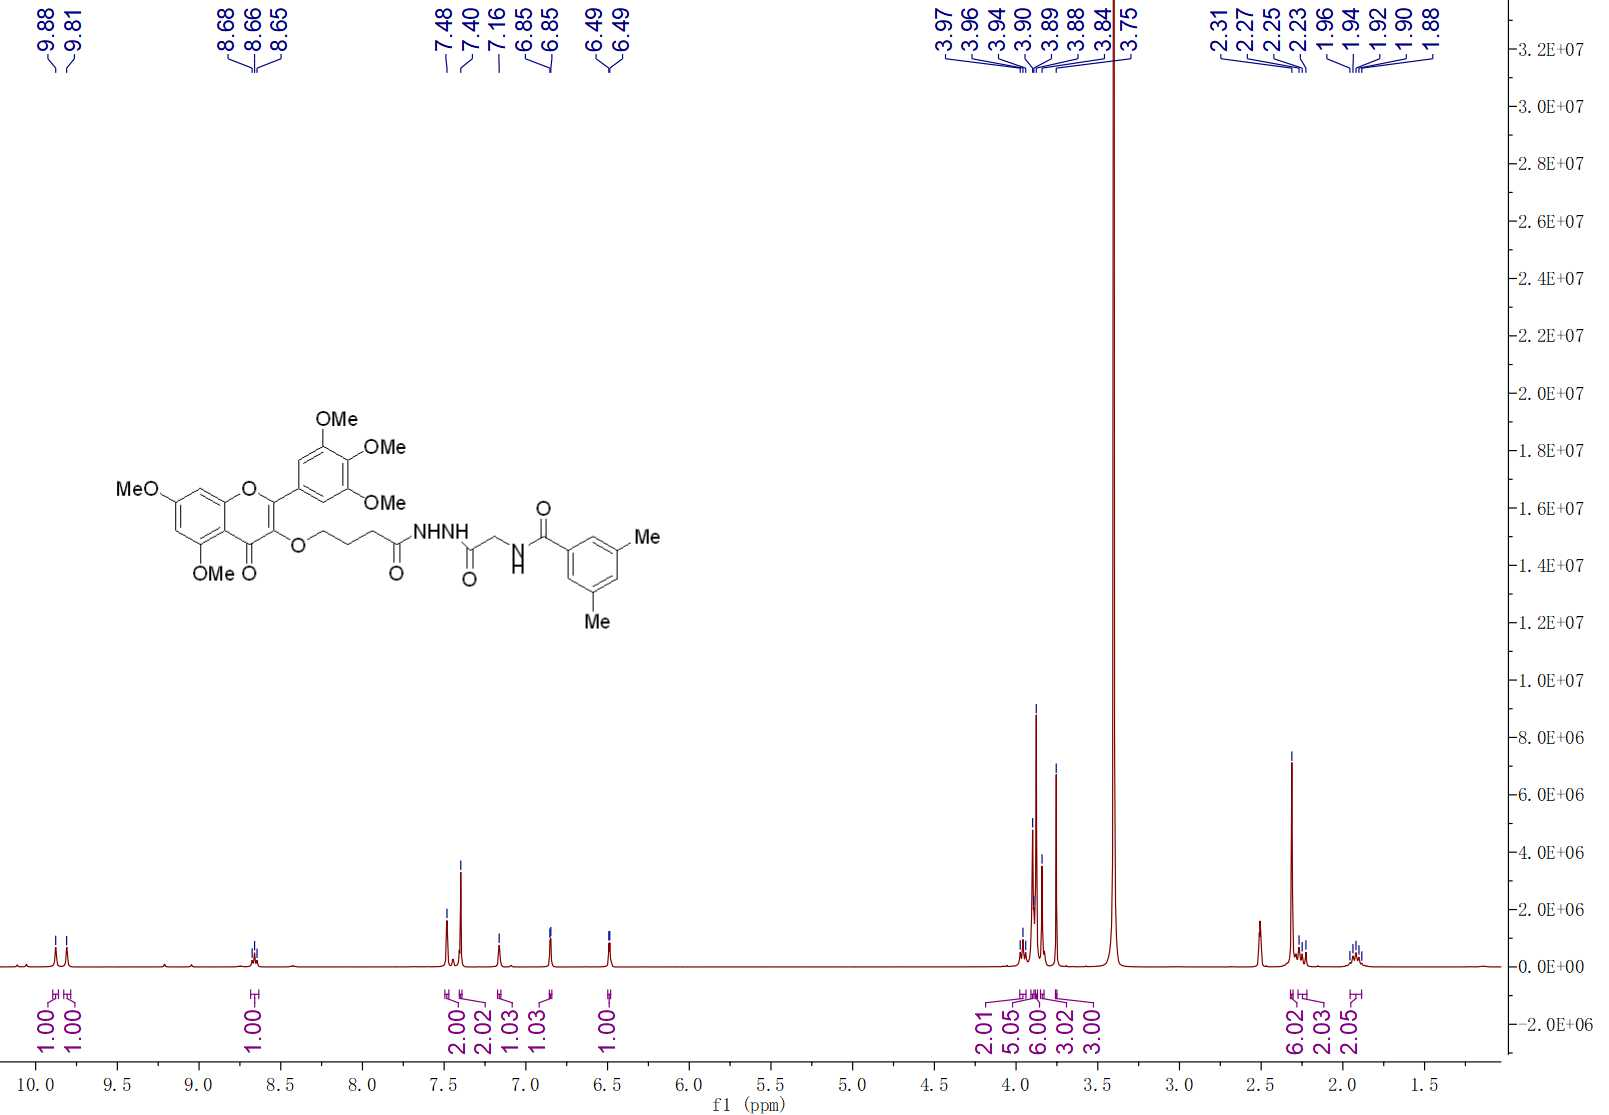 9.88
9.81
8.68
8.66
8.65
7.48
7.40
7.16
6.85
6.85
6.49
6.49
3.97
3.96
3.94
3.90
3.89
3.88
3.84
3.75
2.31
2.27
2.25
2.23
1.96
1.94
1.92
1.90
1.88
3.2E+07
3.0E+07
2.8E+07
2.6E+07
2.4E+07
2.2E+07
2.0E+07
1.8E+07
1.6E+07
1.4E+07
1.2E+07
1.0E+07
8.0E+06
6.0E+06
4.0E+06
2.0E+06
0.0E+00
-2.0E+06
OMe
OMe
MeO
O
OMe
O
Me
NHNH
O
N
H
OMe
O
O
O
Me
1.00
1.00
1.00
2.00
2.02
1.03
1.03
1.00
2.01
5.05
6.00
3.02
3.00
6.02
2.03
2.05
10.0
9.5
9.0
8.5
8.0
7.5
7.0
6.5
6.0
5.5
5.0
4.5
4.0
3.5
3.0
2.5
2.0
1.5
f1 (ppm)